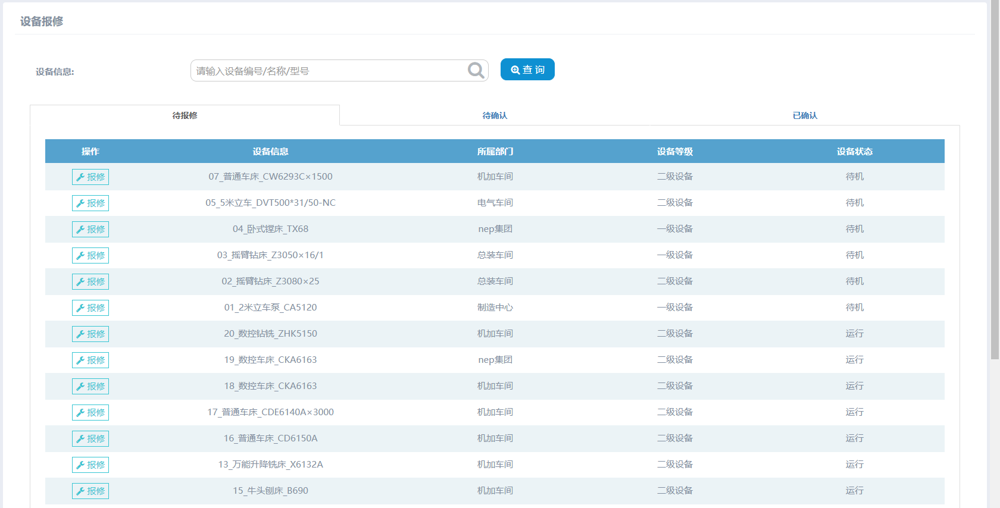 设备报修
设备信息: 请输入设备编号/名称/型号 查 询
待报修 待确认 已确认
操作 设备信息 所属部门 设备等级 设备状态
报修 07_普通车床_CW6293C×1500 机加车间 二级设备 待机
报修 05_5米立车_DVT500*31/50-NC 电气车间 二级设备 待机
报修 04_卧式镗床_TX68 nep集团 一级设备 待机
报修 03_摇臂钻床_Z3050×16/1 总装车间 一级设备 待机
报修 02_摇臂钻床_Z3080×25 总装车间 二级设备 待机
报修 01_2米立车泵_CA5120 制造中心 一级设备 待机
报修 20_数控钻铣_ZHK5150 机加车间 二级设备 运行
报修 19_数控车床_CKA6163 nep集团 二级设备 运行
报修 18_数控车床_CKA6163 机加车间 二级设备 运行
报修 17_普通车床_CDE6140A×3000 机加车间 二级设备 运行
报修 16_普通车床_CD6150A 机加车间 二级设备 运行
报修 13_万能升降铣床_X6132A 机加车间 二级设备 运行
报修 15_牛头刨床_B690 机加车间 二级设备 运行